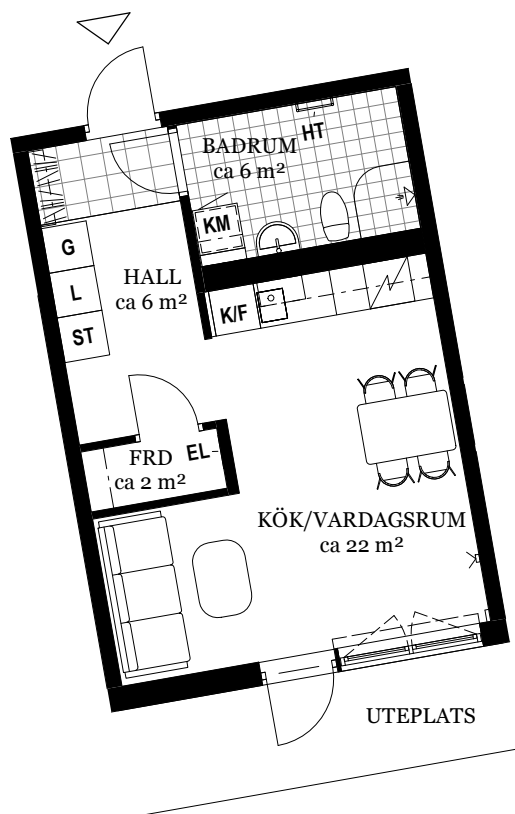 HT
BADRUM
ca 6 m²
KM
G
HALL
ca 6 m²
L
K/F
ST
FRD
EL
ca 2 m²
KÖK/VARDAGSRUM
ca 22 m²
UTEPLATS